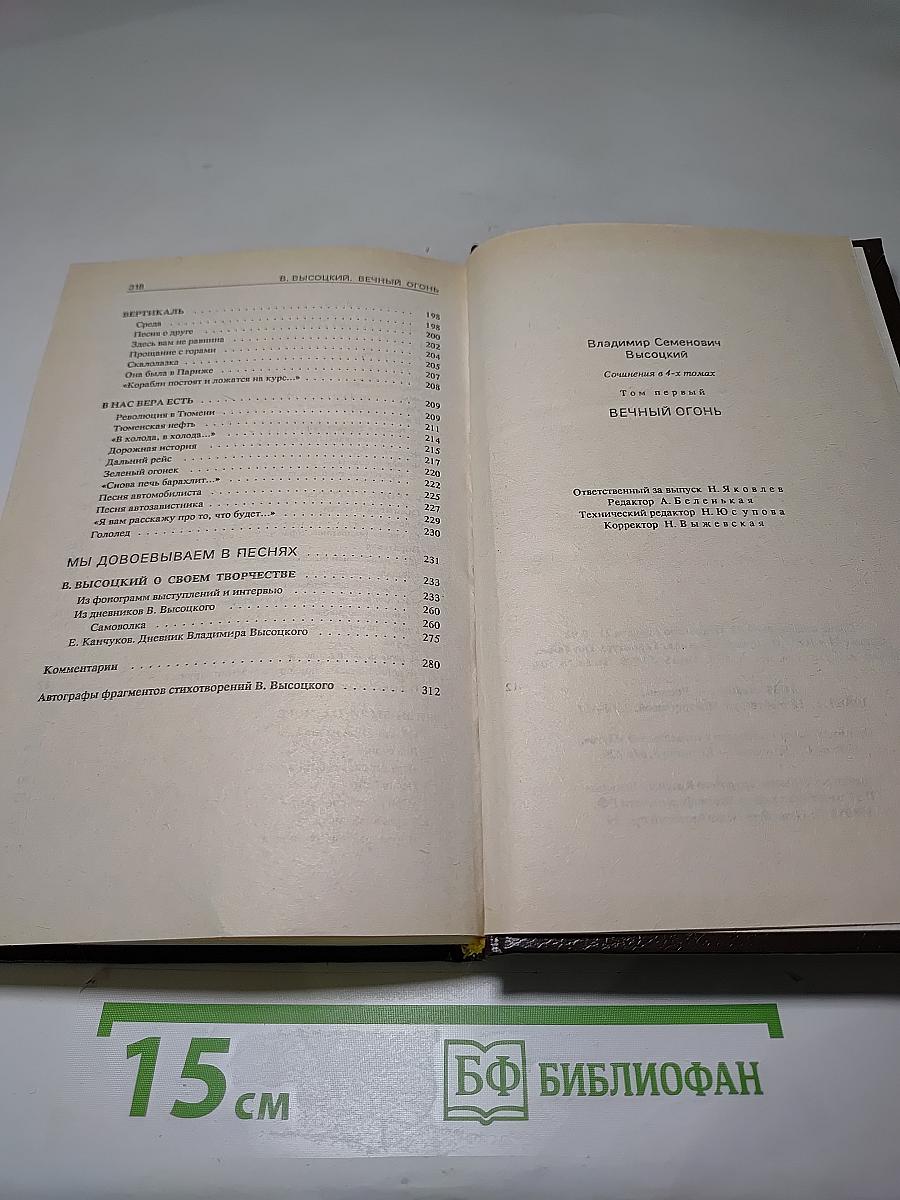 318 В. ВЫСОЦКИЙ. ВЕЧНЫЙ ОГОНЬ
ВЕРТИКАЛЬ 198
Среда 198
Песня о друге 200
Здесь вам не равнина 202
Прощание с горами 204
Скалолазка 205
Она была в Париже 207
«Корабли постоят и ложатся на курс...» 208
В НАС ВЕРА ЕСТЬ 209
Революция в Тюмени 209
Тюменская нефть 211
«В холода, в холода...» 214
Дорожная история 215
Дальний рейс 217
Зеленый огонек 220
«Снова печь барахлит...» 222
Песня автомобилиста 225
Песня автозавистника 227
«Я вам расскажу про то, что будет...» 229
Гололед 230
МЫ ДОВОЕВЫВАЕМ В ПЕСНЯХ 231
В. ВЫСОЦКИЙ О СВОЕМ ТВОРЧЕСТВЕ 233
Из фонограмм выступлений и интервью 233
Из дневников В. Высоцкого 260
Самоволка 260
Е. Канчуков. Дневник Владимира Высоцкого 275
Комментарии 280
Автографы фрагментов стихотворений В. Высоцкого 312
Владимир Семенович
Высоцкий
Сочинения в 4-х томах
Том первый
ВЕЧНЫЙ ОГОНЬ
Ответственный за выпуск Н. Яковлев
Редактор А. Беленькая
Технический редактор Н. Юсупова
Корректор Н. Выжевская
15 см
БФ БИБЛИОФАН